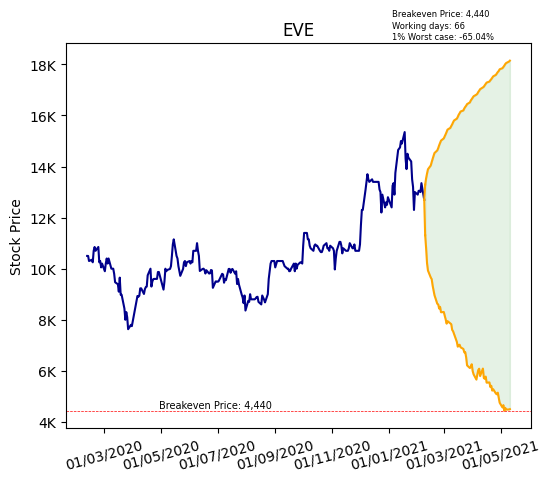 Breakeven Price: 4,440
Working days: 66
1% Worst case: -65.04%
EVE
Stock Price
18K
16K
14K
12K
10K
8K
6K
4K
Breakeven Price: 4,440
01/03/2020
01/05/2020
01/07/2020
01/09/2020
01/11/2020
01/01/2021
01/03/2021
01/05/2021